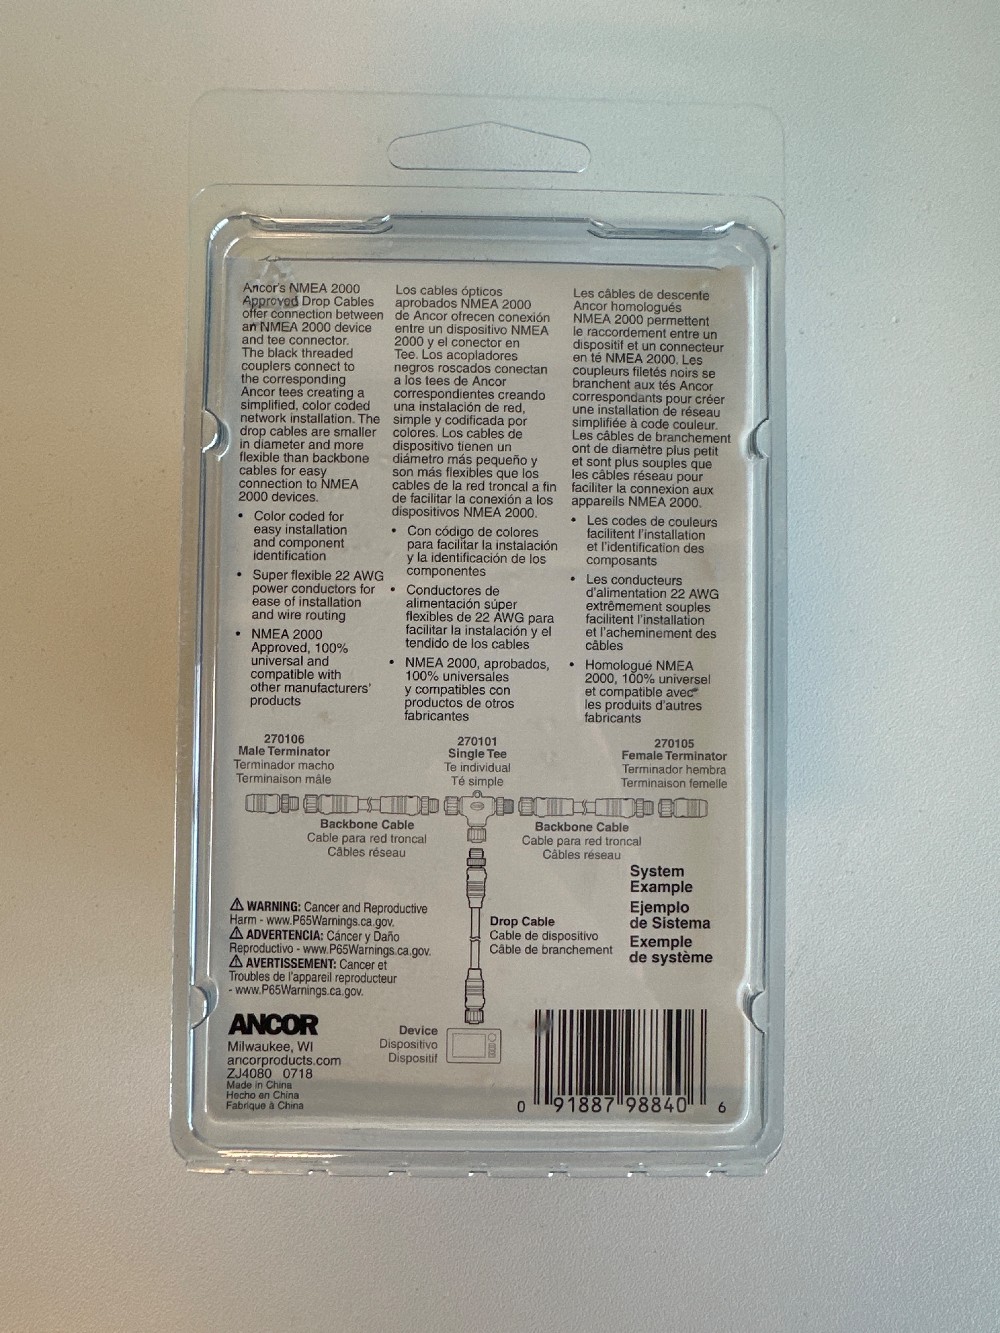 Ancor's NMEA 2000
Approved Drop Cables
offer connection between
an NMEA 2000 device
and tee connector.
The black threaded
couplers connect to
the corresponding
Ancor tees creating a
simplified, color coded
network installation. The
drop cables are smaller
in diameter and more
flexible than backbone
cables for easy
connection to NMEA
2000 devices.
• Color coded for
easy installation
and component
identification
• Super flexible 22 AWG
power conductors for
ease of installation
and wire routing
• NMEA 2000
Approved, 100%
universal and
compatible with
other manufacturers'
products
Los cables ópticos
aprobados NMEA 2000
de Ancor ofrecen conexión
entre un dispositivo NMEA
2000 y el conector en
Tee. Los acopladores
negros roscados conectan
a los tees de Ancor
correspondientes creando
una instalación de red,
simple y codificada por
colores. Los cables de
dispositivo tienen un
diámetro más pequeño y
son más flexibles que los
cables de la red troncal a fin
de facilitar la conexión a los
dispositivos NMEA 2000.
• Con código de colores
para facilitar la instalación
y la identificación de los
componentes
• Conductores de
alimentación súper
flexibles de 22 AWG para
facilitar la instalación y el
tendido de los cables
• NMEA 2000, aprobados,
100% universales
y compatibles con
productos de otros
fabricantes
Les câbles de descente
Ancor homologués
NMEA 2000 permettent
le raccordement entre un
dispositif et un connecteur
en té NMEA 2000. Les
coupleurs filetés noirs se
branchent aux tés Ancor
correspondants pour créer
une installation de réseau
simplifiée à code couleur.
Les câbles de branchement
ont de diamètre plus petit
et sont plus souples que
les câbles réseau pour
faciliter la connexion aux
appareils NMEA 2000.
• Les codes de couleurs
facilitent l'installation
et l'identification des
composants
• Les conducteurs
d'alimentation 22 AWG
extrêmement souples
facilitent l'installation
et l'acheminement des
câbles
• Homologué NMEA
2000, 100% universel
et compatible avec
les produits d'autres
fabricants
270106
Male Terminator
Terminador macho
Terminaison mâle
270101
Single Tee
Te individual
Té simple
270105
Female Terminator
Terminador hembra
Terminaison femelle
Backbone Cable
Cable para red troncal
Câbles réseau
Backbone Cable
Cable para red troncal
Câbles réseau
System
Example
Ejemplo
de Sistema
Exemple
de système
Drop Cable
Cable de dispositivo
Câble de branchement
⚠ WARNING: Cancer and Reproductive
Harm - www.P65Warnings.ca.gov.
⚠ ADVERTENCIA: Cáncer y Daño
Reproductivo - www.P65Warnings.ca.gov.
⚠ AVERTISSEMENT: Cancer et
Troubles de l'appareil reproducteur
- www.P65Warnings.ca.gov.
ANCOR
Milwaukee, WI
ancorproducts.com
ZJ4080 0718
Made in China
Hecho en China
Fabriqué à China
Device
Dispositivo
Dispositif
0 91887 98840 6